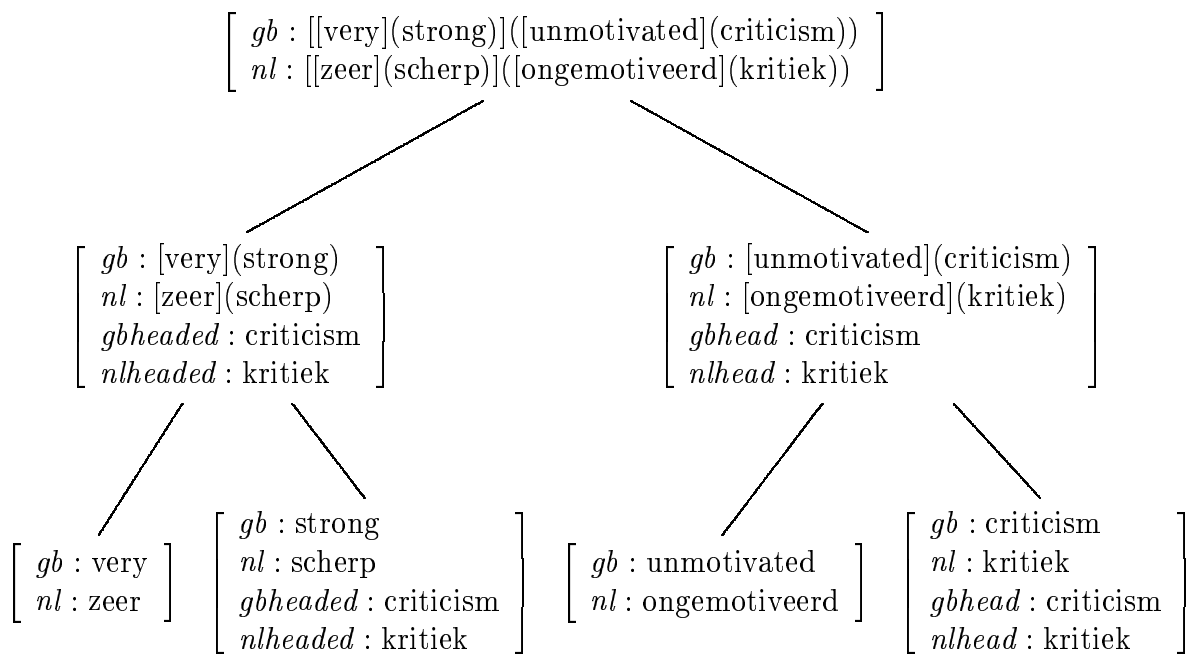 gb : [[very](strong)]([unmotivated](criticism))
nl : [[zeer](scherp)]([ongemotiveerd](kritiek))
gb : [very](strong)
nl : [zeer](scherp)
gbheaded : criticism
nlheaded : kritiek
gb : [unmotivated](criticism)
nl : [ongemotiveerd](kritiek)
gbhead : criticism
nlhead : kritiek
gb : very
nl : zeer
gb : strong
nl : scherp
gbheaded : criticism
nlheaded : kritiek
gb : unmotivated
nl : ongemotiveerd
gb : criticism
nl : kritiek
gbhead : criticism
nlhead : kritiek